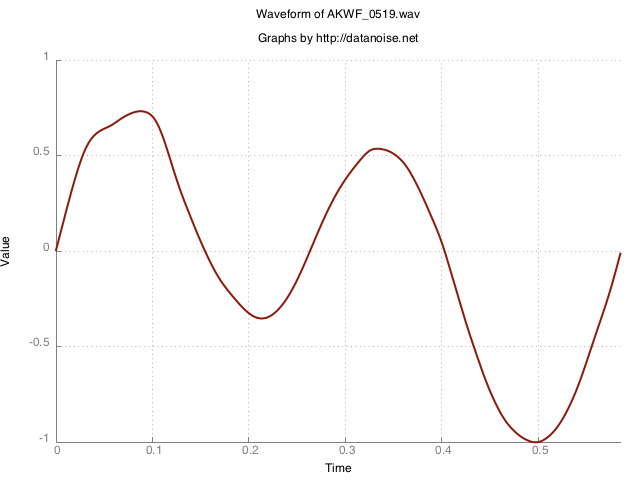 Waveform of AKWF_0519.wav
Graphs by http://datanoise.net
1
0.5
0
-0.5
-1
Value
0 0.1 0.2 0.3 0.4 0.5
Time